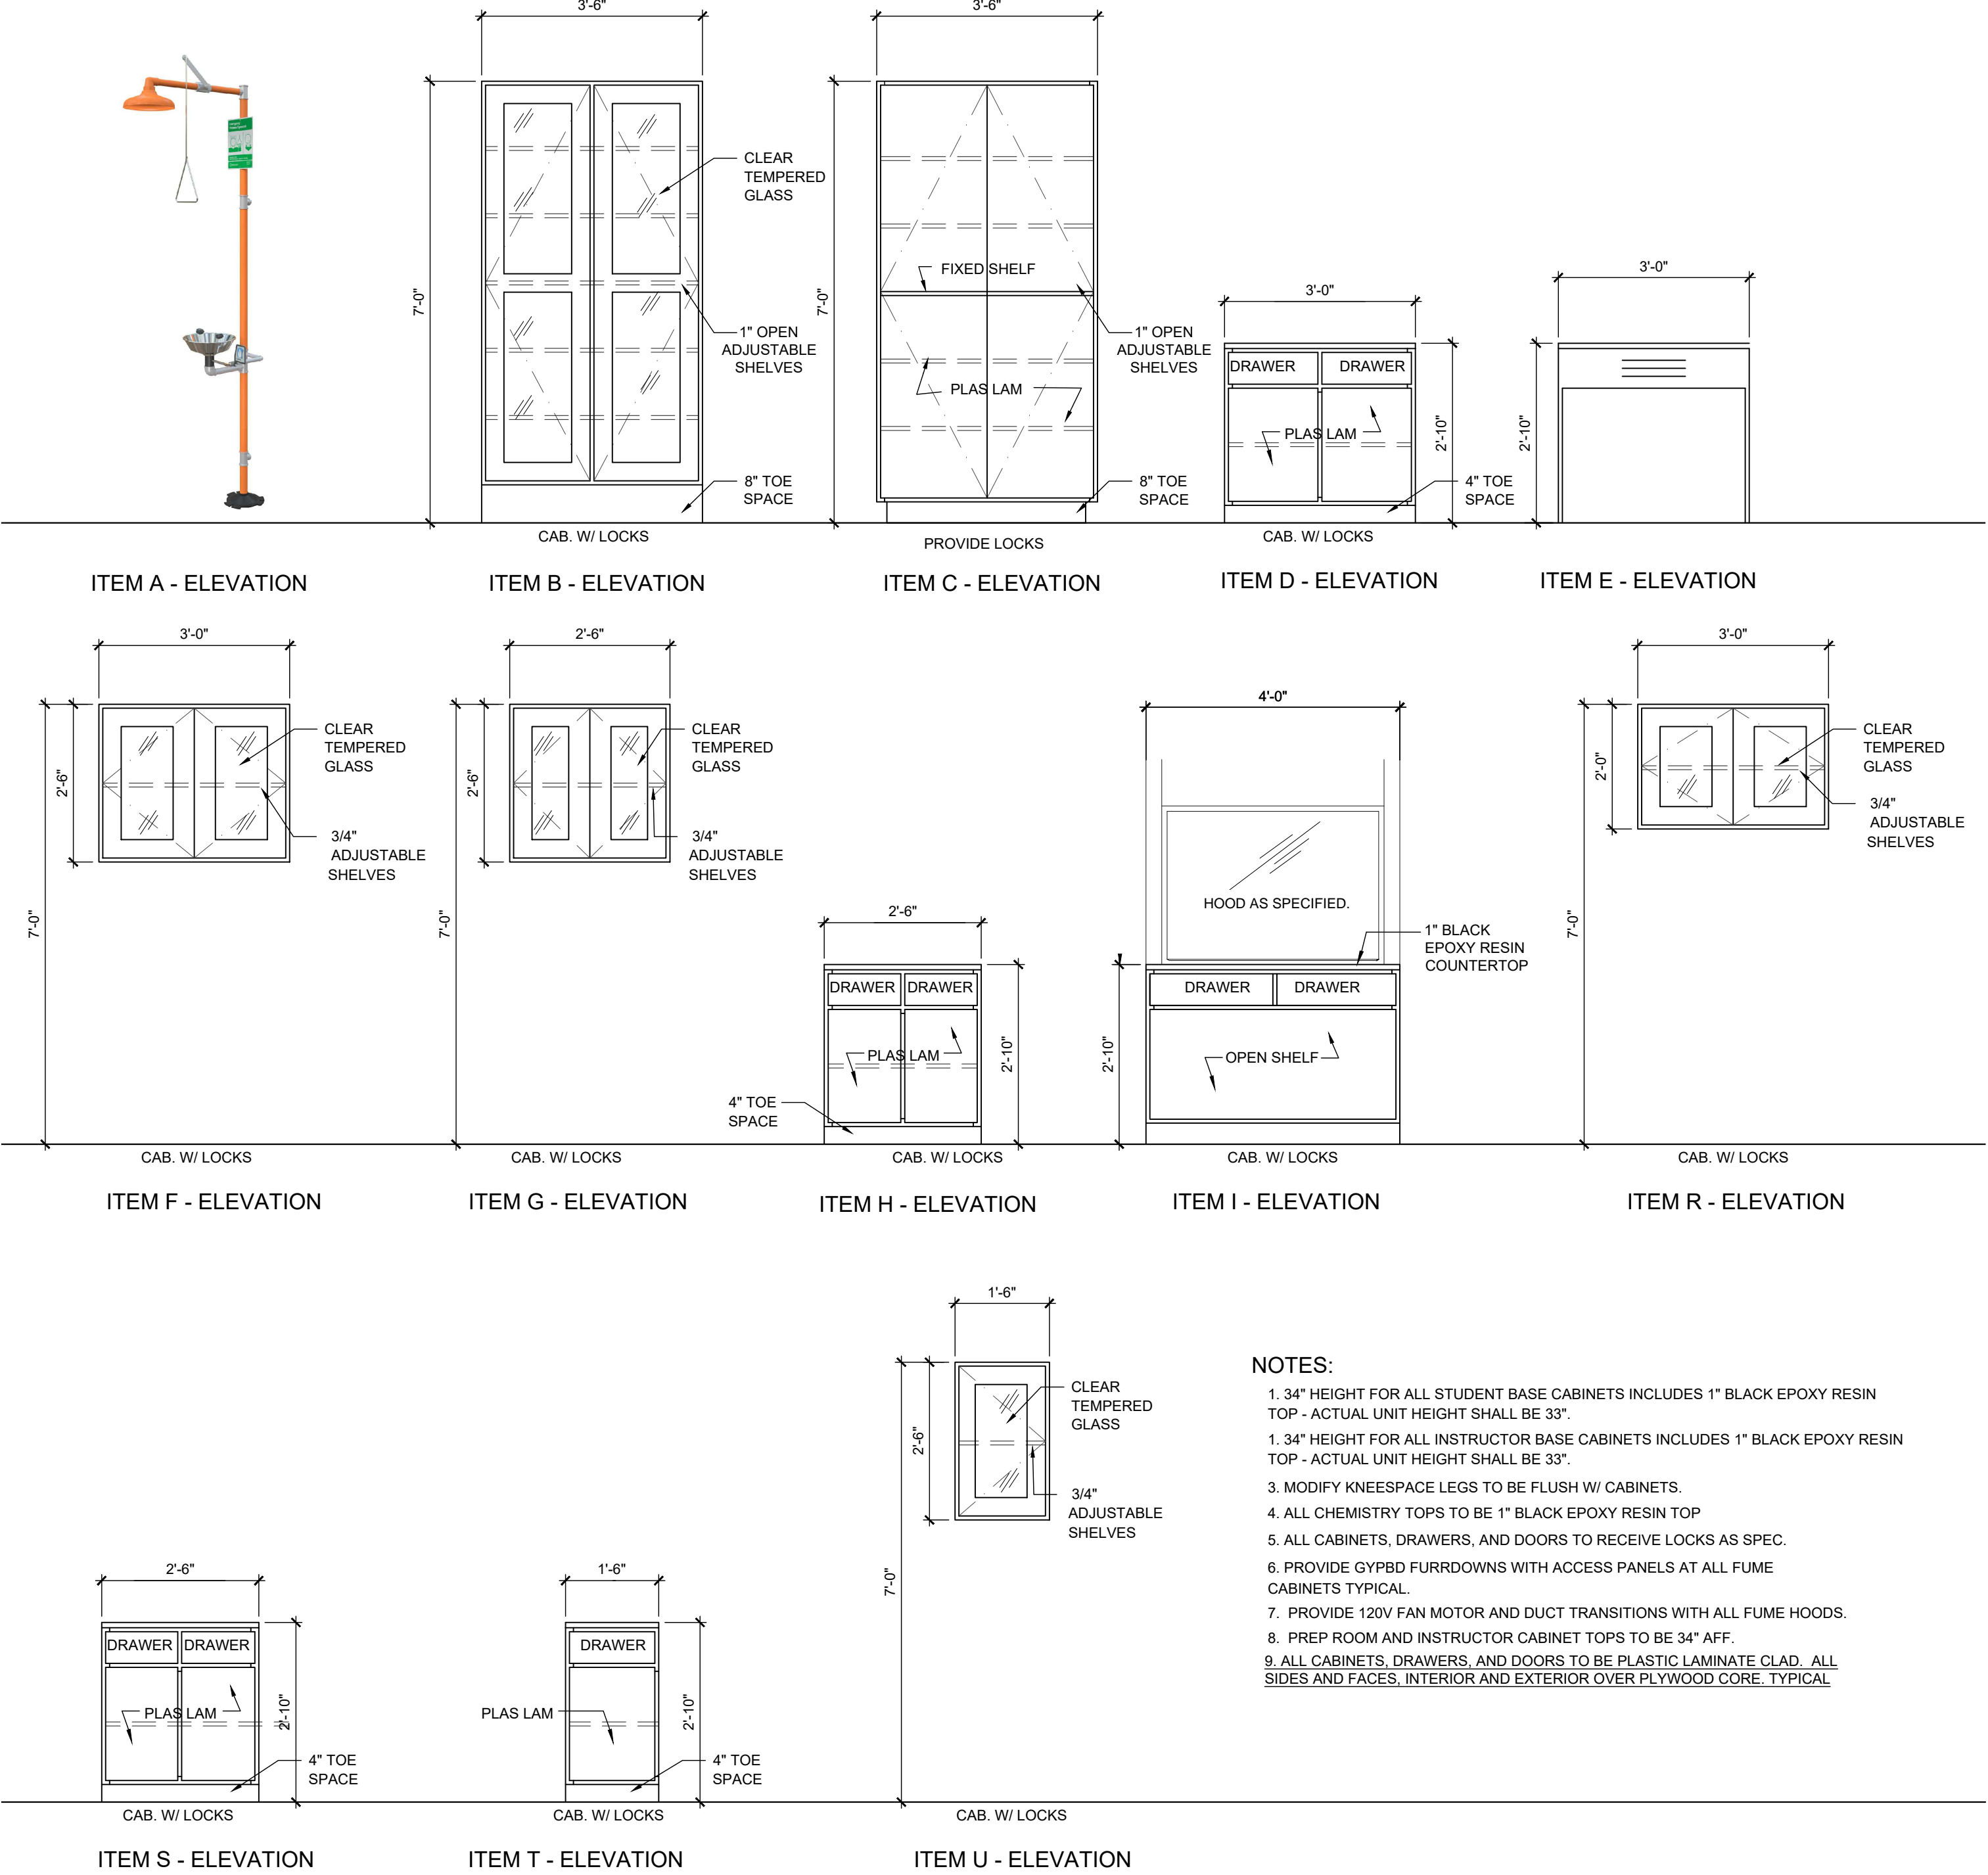 3'-6"
3'-6"
7'-0"
CLEAR
TEMPERED
GLASS
1" OPEN
ADJUSTABLE
SHELVES
8" TOE
SPACE
CAB. W/ LOCKS
7'-0"
FIXED SHELF
1" OPEN
ADJUSTABLE
SHELVES
PLAS LAM
8" TOE
SPACE
PROVIDE LOCKS
3'-0"
DRAWER DRAWER
PLAS LAM
2'-10"
4" TOE
SPACE
CAB. W/ LOCKS
3'-0"
2'-10"
ITEM A - ELEVATION
ITEM B - ELEVATION
ITEM C - ELEVATION
ITEM D - ELEVATION
ITEM E - ELEVATION
3'-0"
2'-6"
7'-0"
CLEAR
TEMPERED
GLASS
3/4"
ADJUSTABLE
SHELVES
CAB. W/ LOCKS
2'-6"
2'-6"
7'-0"
CLEAR
TEMPERED
GLASS
3/4"
ADJUSTABLE
SHELVES
CAB. W/ LOCKS
2'-6"
DRAWER DRAWER
PLAS LAM
2'-10"
4" TOE
SPACE
CAB. W/ LOCKS
4'-0"
HOOD AS SPECIFIED.
1" BLACK
EPOXY RESIN
COUNTERTOP
DRAWER DRAWER
OPEN SHELF
2'-10"
CAB. W/ LOCKS
3'-0"
2'-0"
7'-0"
CLEAR
TEMPERED
GLASS
3/4"
ADJUSTABLE
SHELVES
CAB. W/ LOCKS
ITEM F - ELEVATION
ITEM G - ELEVATION
ITEM H - ELEVATION
ITEM I - ELEVATION
ITEM R - ELEVATION
2'-6"
DRAWER DRAWER
PLAS LAM
2'-10"
4" TOE
SPACE
CAB. W/ LOCKS
1'-6"
DRAWER
PLAS LAM
2'-10"
4" TOE
SPACE
CAB. W/ LOCKS
1'-6"
2'-6"
7'-0"
CLEAR
TEMPERED
GLASS
3/4"
ADJUSTABLE
SHELVES
CAB. W/ LOCKS
ITEM S - ELEVATION
ITEM T - ELEVATION
ITEM U - ELEVATION
NOTES:
1. 34" HEIGHT FOR ALL STUDENT BASE CABINETS INCLUDES 1" BLACK EPOXY RESIN
TOP - ACTUAL UNIT HEIGHT SHALL BE 33".
1. 34" HEIGHT FOR ALL INSTRUCTOR BASE CABINETS INCLUDES 1" BLACK EPOXY RESIN
TOP - ACTUAL UNIT HEIGHT SHALL BE 33".
3. MODIFY KNEESPACE LEGS TO BE FLUSH W/ CABINETS.
4. ALL CHEMISTRY TOPS TO BE 1" BLACK EPOXY RESIN TOP
5. ALL CABINETS, DRAWERS, AND DOORS TO RECEIVE LOCKS AS SPEC.
6. PROVIDE GYPBD FURRDOWNS WITH ACCESS PANELS AT ALL FUME
CABINETS TYPICAL.
7. PROVIDE 120V FAN MOTOR AND DUCT TRANSITIONS WITH ALL FUME HOODS.
8. PREP ROOM AND INSTRUCTOR CABINET TOPS TO BE 34" AFF.
9. ALL CABINETS, DRAWERS, AND DOORS TO BE PLASTIC LAMINATE CLAD. ALL
SIDES AND FACES, INTERIOR AND EXTERIOR OVER PLYWOOD CORE. TYPICAL